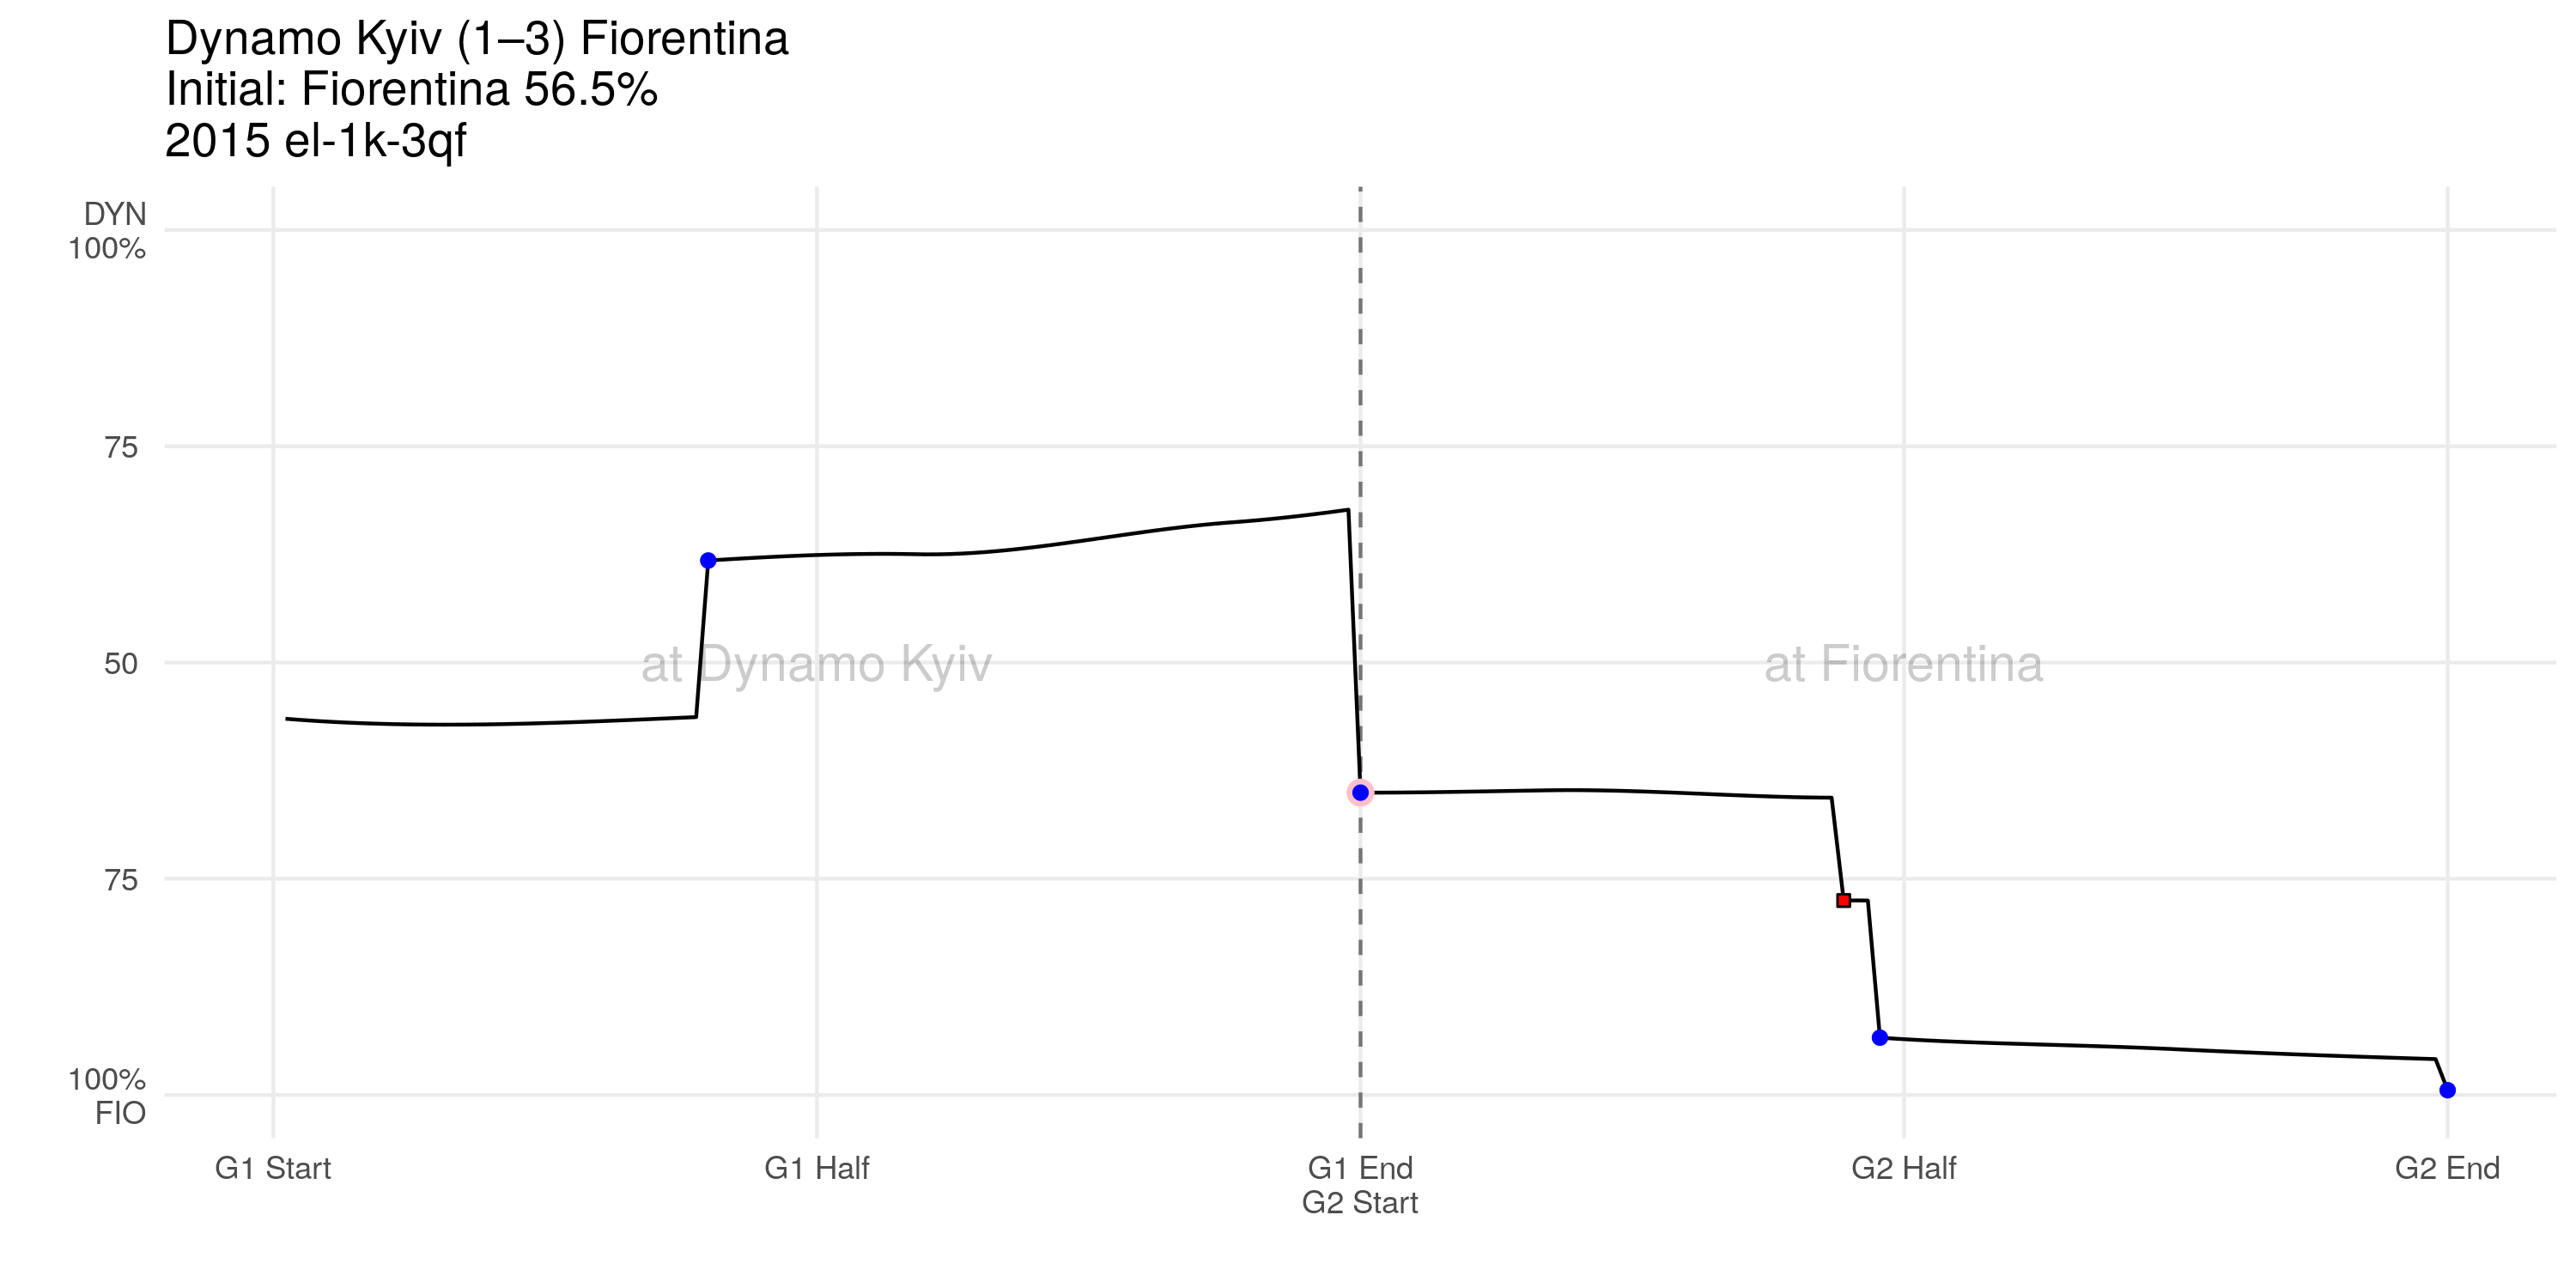 Dynamo Kyiv (1–3) Fiorentina
Initial: Fiorentina 56.5%
2015 el-1k-3qf
DYN
100%
75
50
75
100%
FIO
at Dynamo Kyiv
at Fiorentina
G1 Start
G1 Half
G1 End
G2 Start
G2 Half
G2 End